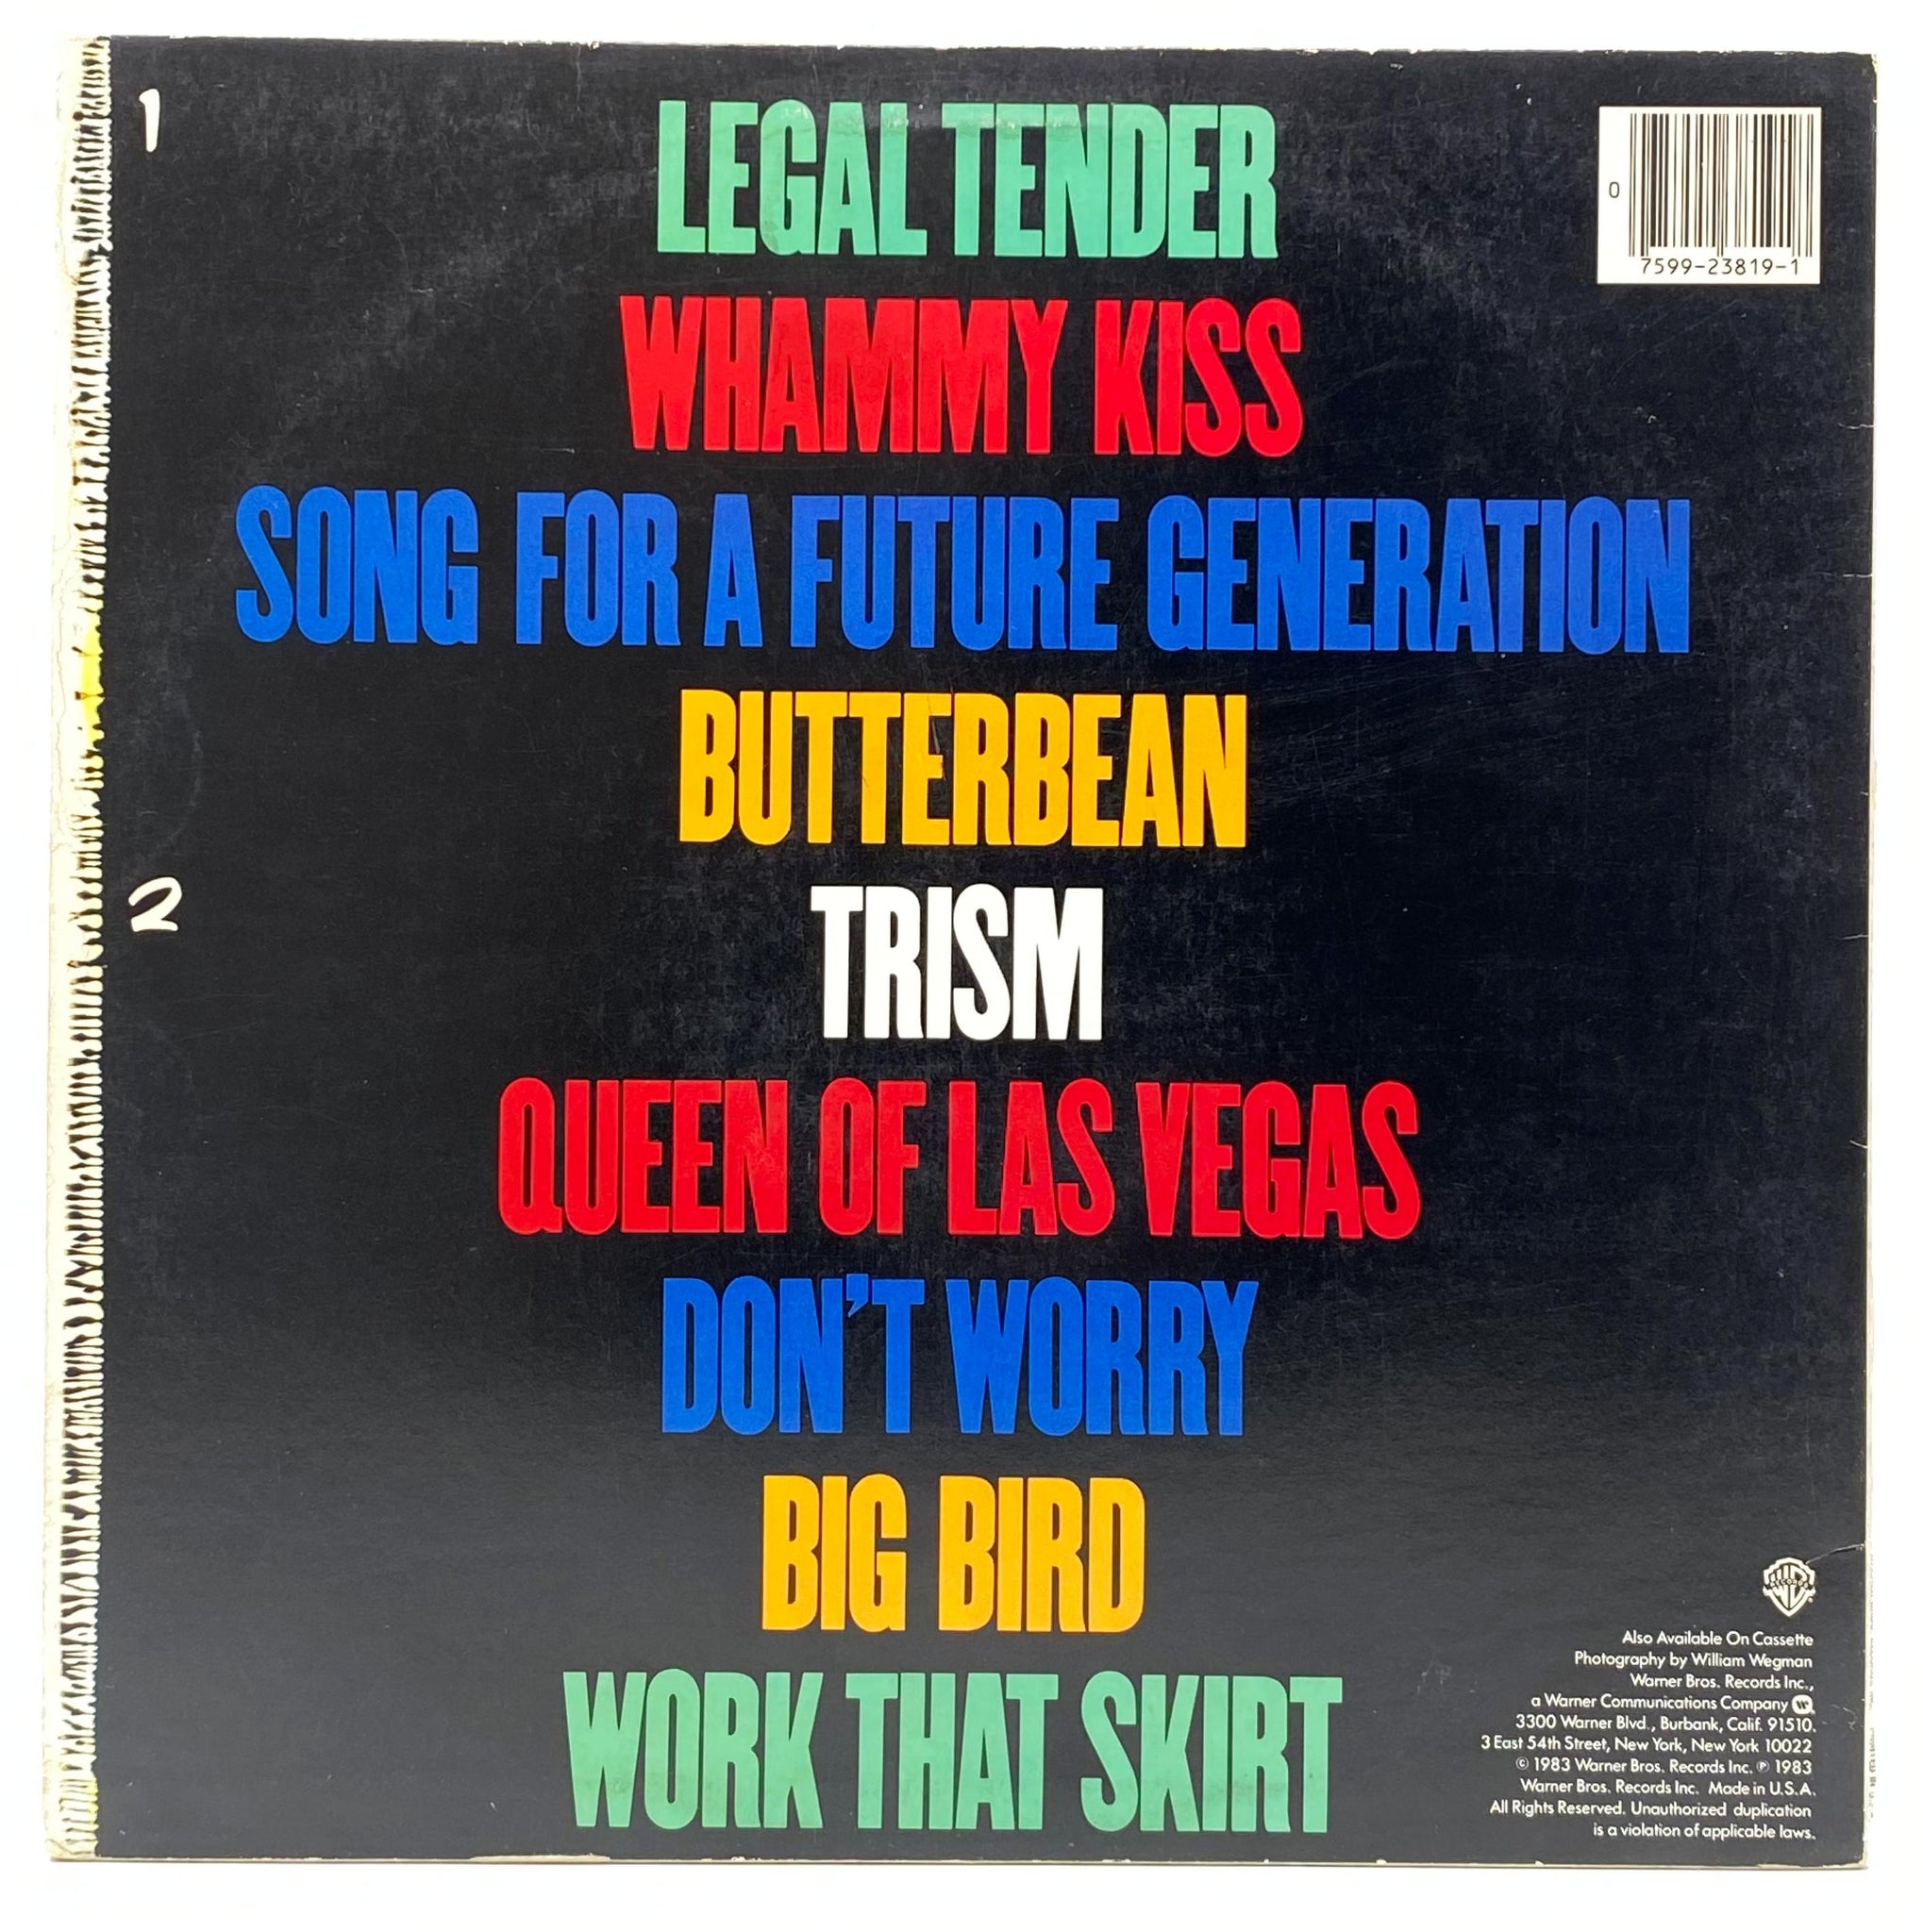 1
LEGAL TENDER
0
7599-23819-1
WHAMMY KISS
SONG FOR A FUTURE GENERATION
BUTTERBEAN
2
TRISM
QUEEN OF LAS VEGAS
DON'T WORRY
BIG BIRD
WORK THAT SKIRT
WB
RECORDS
Also Available On Cassette
Photography by William Wegman
Warner Bros. Records Inc.,
a Warner Communications Company
3300 Warner Blvd., Burbank, Calif. 91510.
3 East 54th Street, New York, New York 10022
© 1983 Warner Bros. Records Inc. ℗ 1983
Warner Bros. Records Inc. Made in U.S.A.
All Rights Reserved. Unauthorized duplication
is a violation of applicable laws.